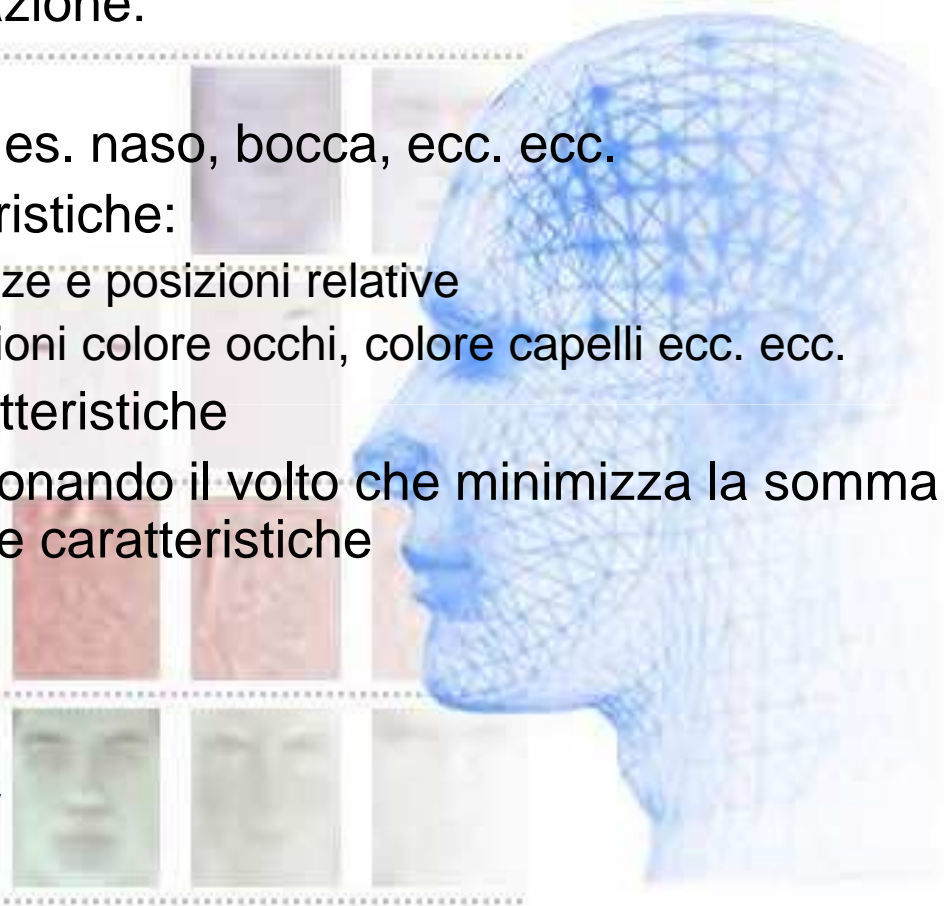 azione.
es. naso, bocca, ecc. ecc.
ristiche:
ze e posizioni relative
ioni colore occhi, colore capelli ecc. ecc.
tteristiche
onando il volto che minimizza la somma
e caratteristiche